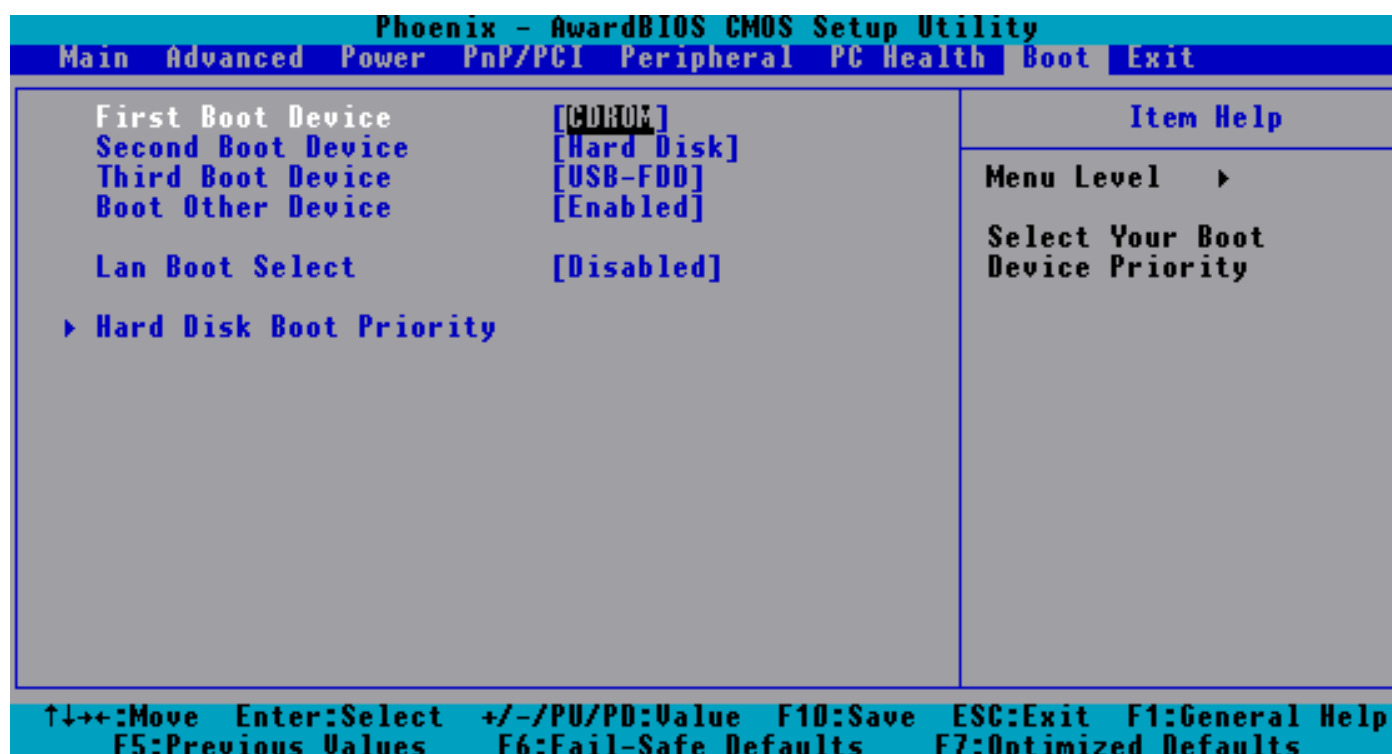 Phoenix - AwardBIOS CMOS Setup Utility
Main Advanced Power PnP/PCI Peripheral PC Health Boot Exit
First Boot Device [CDROM]
Second Boot Device [Hard Disk]
Third Boot Device [USB-FDD]
Boot Other Device [Enabled]
Lan Boot Select [Disabled]
▸ Hard Disk Boot Priority
Item Help
Menu Level ▸
Select Your Boot
Device Priority
↑↓→←:Move Enter:Select +/-/PU/PD:Value F10:Save ESC:Exit F1:General Help
F5:Previous Values F6:Fail-Safe Defaults F7:Optimized Defaults